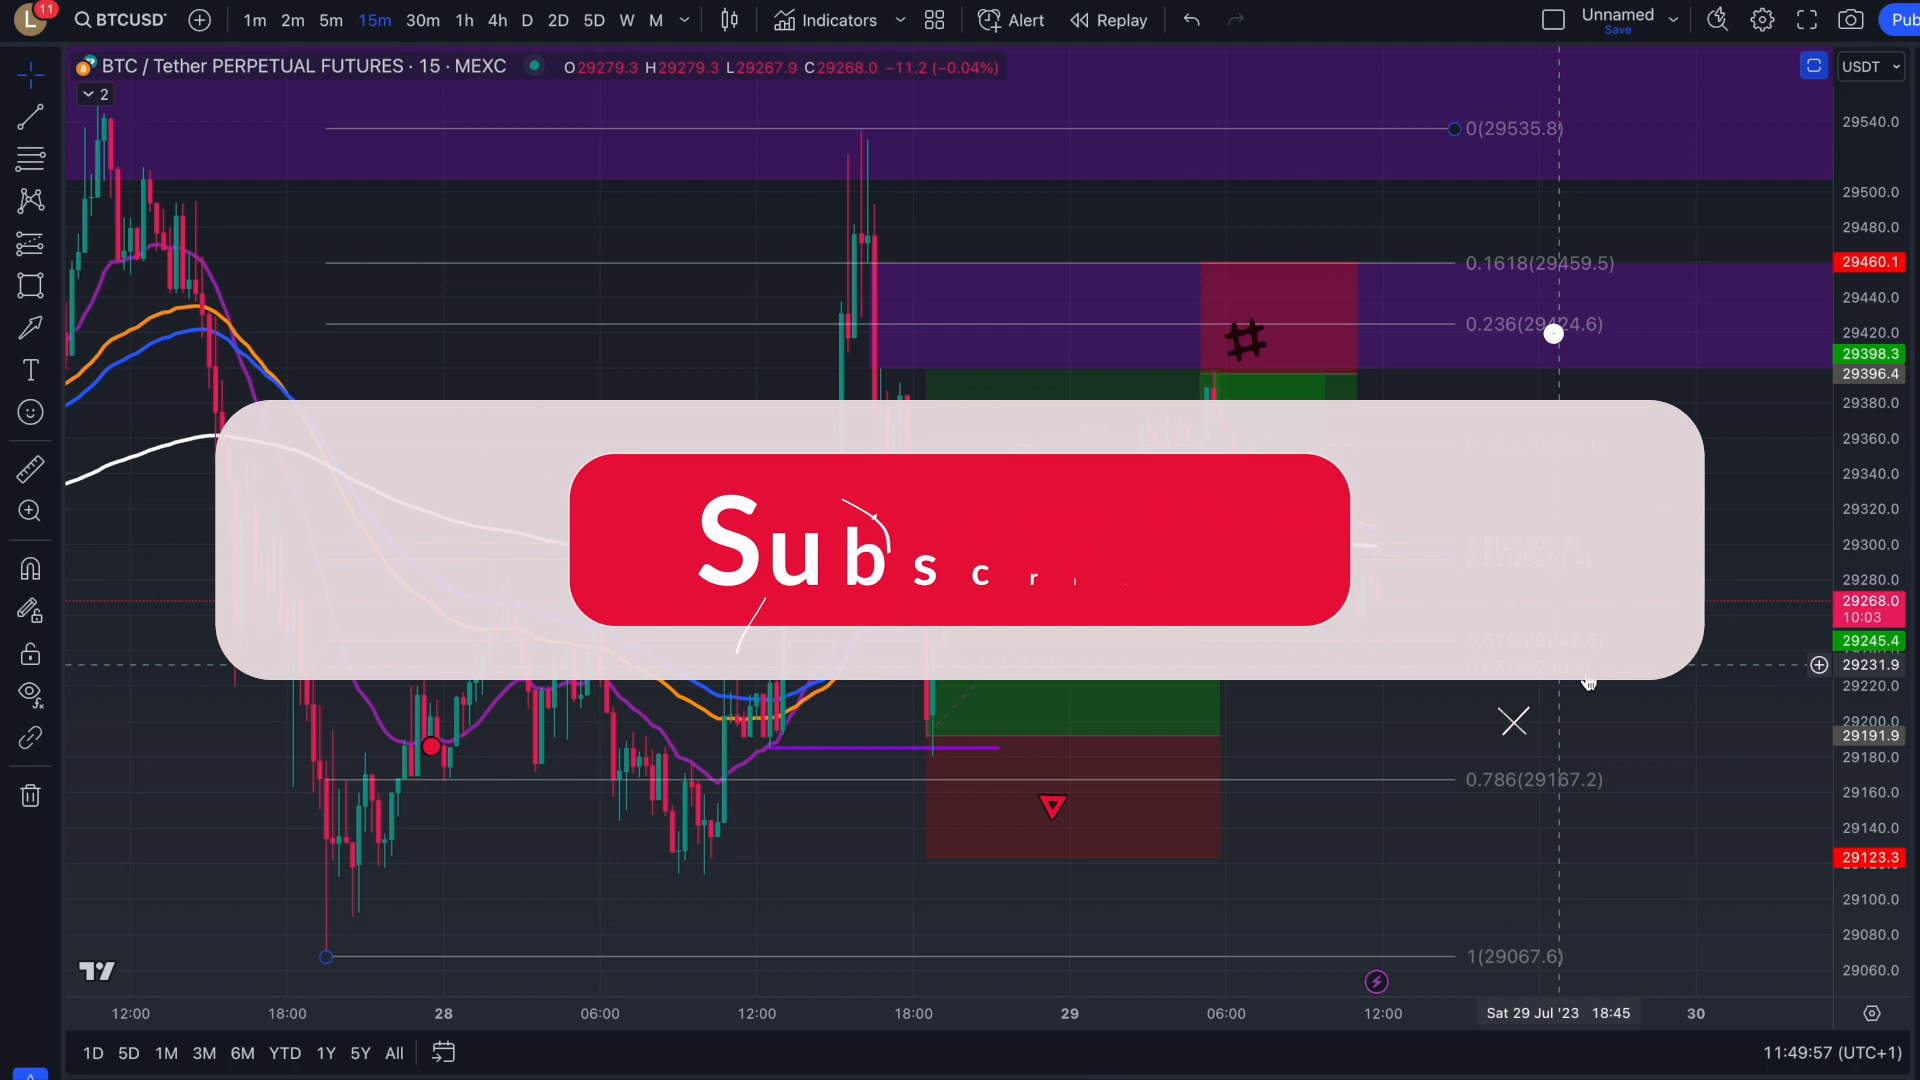 L
11
BTCUSD
1m 2m 5m 15m 30m 1h 4h D 2D 5D W M
Indicators
Alert
Replay
Unnamed
Save
Pub
BTC / Tether PERPETUAL FUTURES · 15 · MEXC
O29279.3 H29279.3 L29267.9 C29268.0 −11.2 (−0.04%)
USDT
2
29540.0
0(29535.8)
29500.0
29480.0
29460.1
0.1618(29459.5)
29440.0
0.236(29424.6)
29420.0
29398.3
29396.4
29380.0
29360.0
29340.0
29320.0
29300.0
29280.0
Subscri
29268.0
10:03
29245.4
29231.9
29220.0
29200.0
29191.9
29180.0
0.786(29167.2)
29160.0
29140.0
29123.3
29100.0
29080.0
1(29067.6)
29060.0
12:00 18:00 28 06:00 12:00 18:00 29 06:00 12:00 Sat 29 Jul '23 18:45 30
1D 5D 1M 3M 6M YTD 1Y 5Y All
11:49:57 (UTC+1)